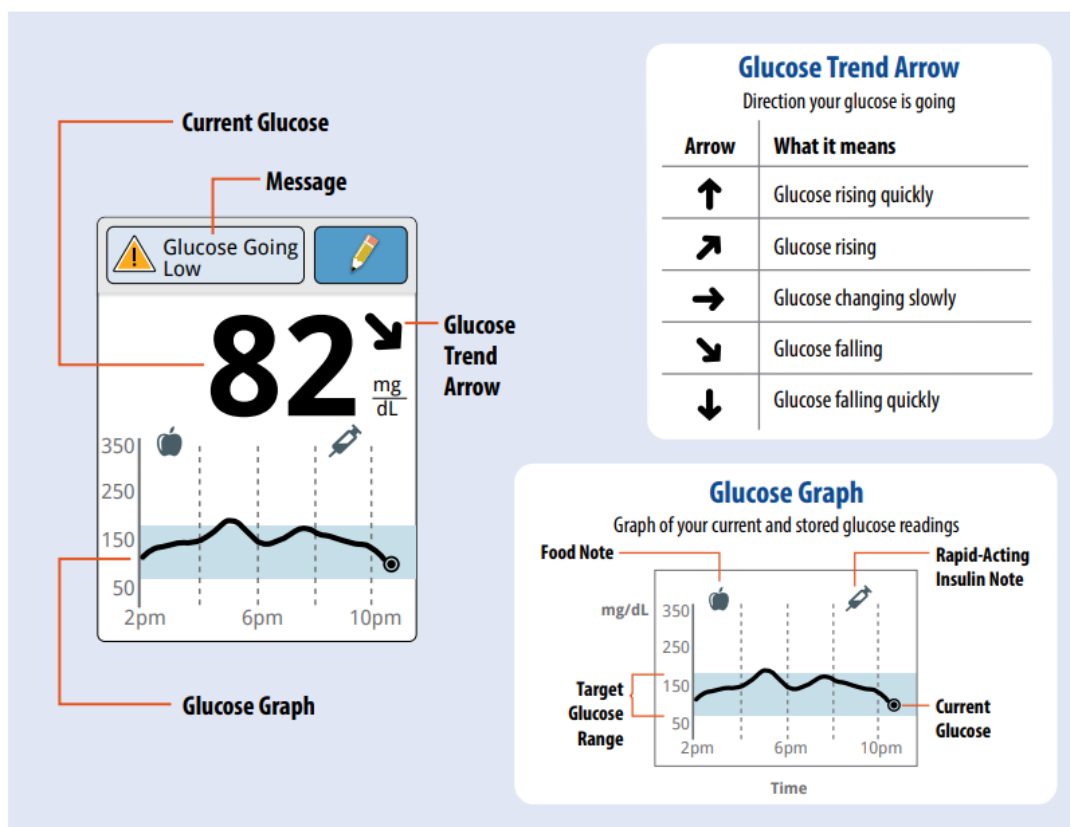 Current Glucose
Message
Glucose Going
Low
82
mg
dL
Glucose
Trend
Arrow
350
250
150
50
2pm
6pm
10pm
Glucose Graph
Glucose Trend Arrow
Direction your glucose is going
Arrow What it means
↑ Glucose rising quickly
↗ Glucose rising
→ Glucose changing slowly
↘ Glucose falling
↓ Glucose falling quickly
Glucose Graph
Graph of your current and stored glucose readings
Food Note
Rapid-Acting
Insulin Note
mg/dL
350
250
150
50
Target
Glucose
Range
Current
Glucose
2pm
6pm
10pm
Time